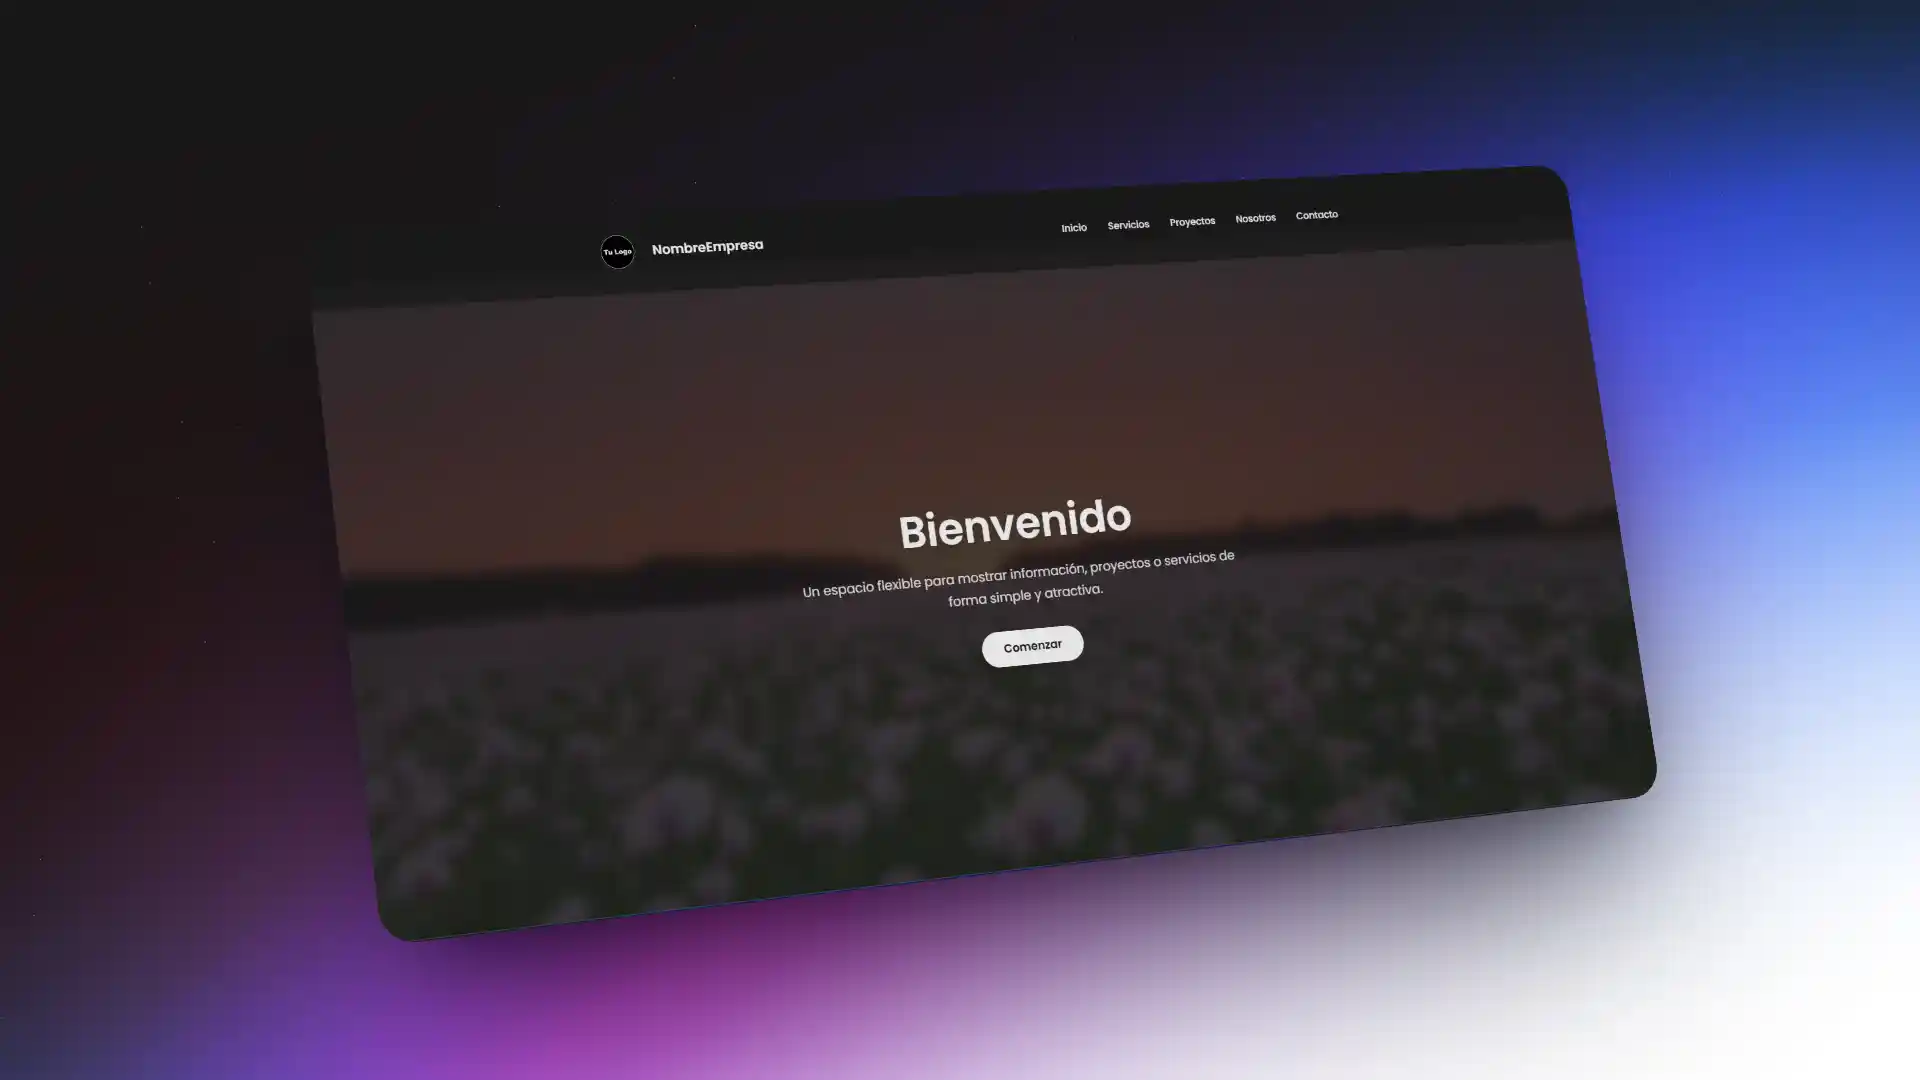 Tu Logo
NombreEmpresa
Inicio
Servicios
Proyectos
Nosotros
Contacto
Bienvenido
Un espacio flexible para mostrar información, proyectos o servicios de
forma simple y atractiva.
Comenzar